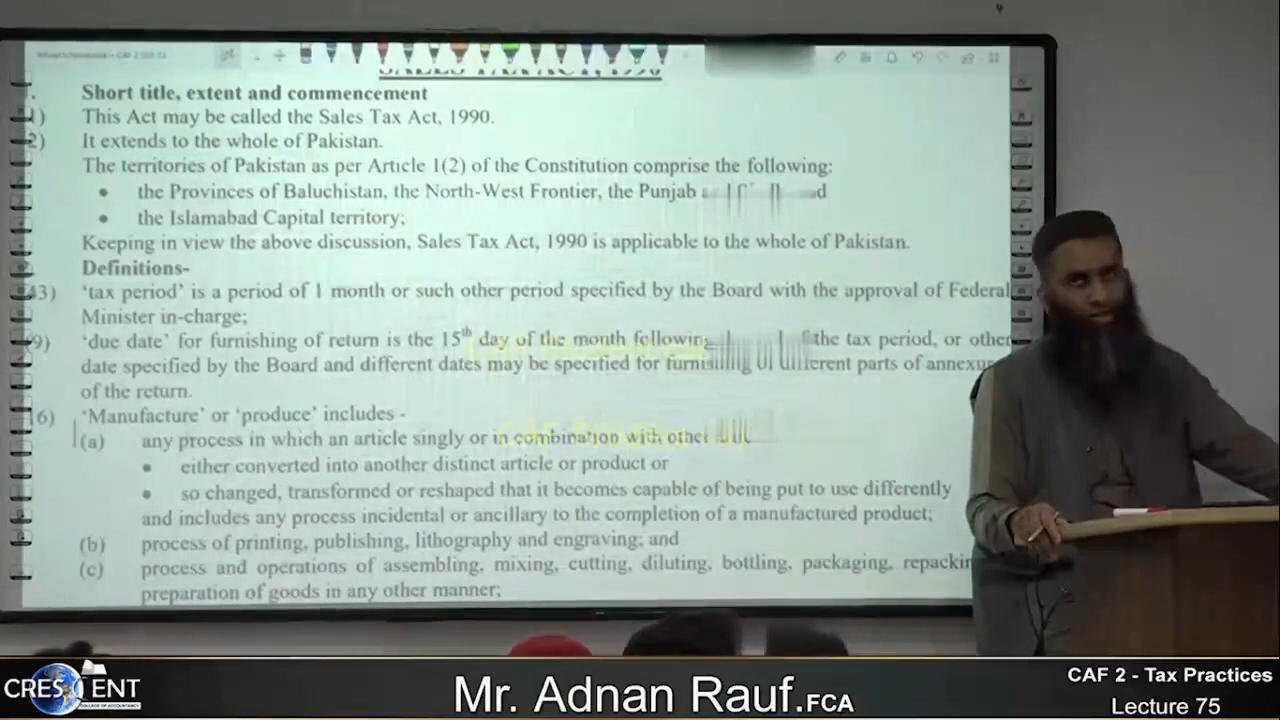 SALES TAX ACT, 1990
Short title, extent and commencement
This Act may be called the Sales Tax Act, 1990.
2) It extends to the whole of Pakistan.
The territories of Pakistan as per Article 1(2) of the Constitution comprise the following:
• the Provinces of Baluchistan, the North-West Frontier, the Punjab
• the Islamabad Capital territory;
Keeping in view the above discussion, Sales Tax Act, 1990 is applicable to the whole of Pakistan.
Definitions-
43) 'tax period' is a period of 1 month or such other period specified by the Board with the approval of Federal
Minister in-charge;
9) 'due date' for furnishing of return is the 15th day of the month following the tax period, or other
date specified by the Board and different dates may be specified for furnishing of different parts of
of the return.
16) 'Manufacture' or 'produce' includes -
(a) any process in which an article singly or in combination with other
• either converted into another distinct article or product or
• so changed, transformed or reshaped that it becomes capable of being put to use differently
and includes any process incidental or ancillary to the completion of a manufactured product;
(b) process of printing, publishing, lithography and engraving; and
(c) process and operations of assembling, mixing, cutting, diluting, bottling, packaging,
preparation of goods in any other manner;
CRESCENT
COLLEGE OF ACCOUNTANCY
Mr. Adnan Rauf.FCA
CAF 2 - Tax Practices
Lecture 75